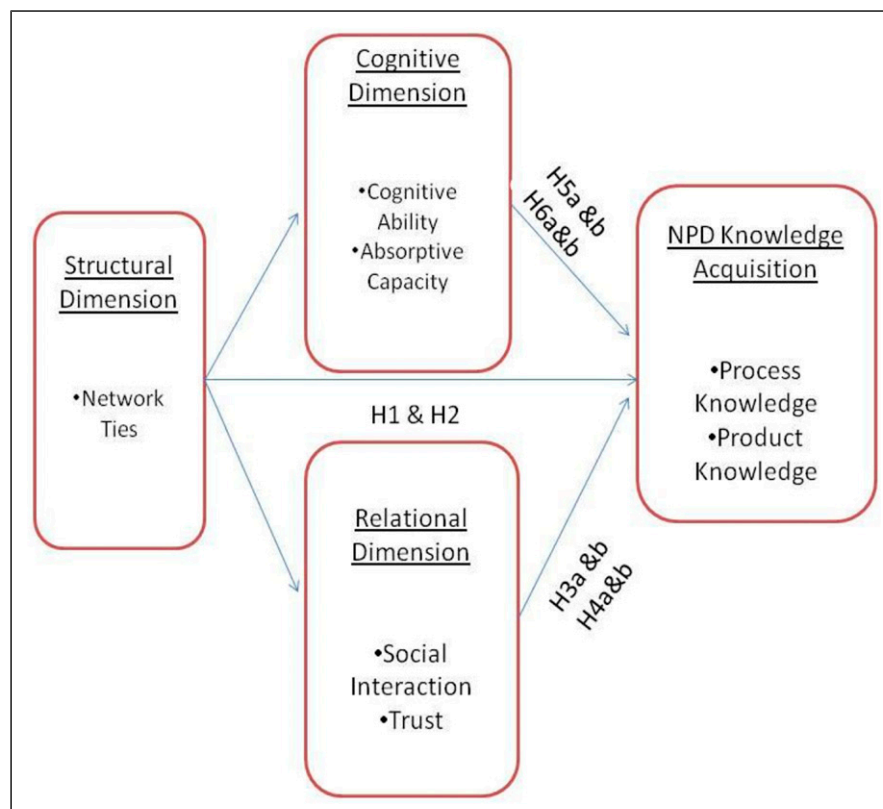 Structural
Dimension
•Network
Ties
Cognitive
Dimension
•Cognitive
Ability
•Absorptive
Capacity
H5a &b
H6a&b
H1 & H2
Relational
Dimension
•Social
Interaction
•Trust
H3a &b
H4a&b
NPD Knowledge
Acquisition
•Process
Knowledge
•Product
Knowledge